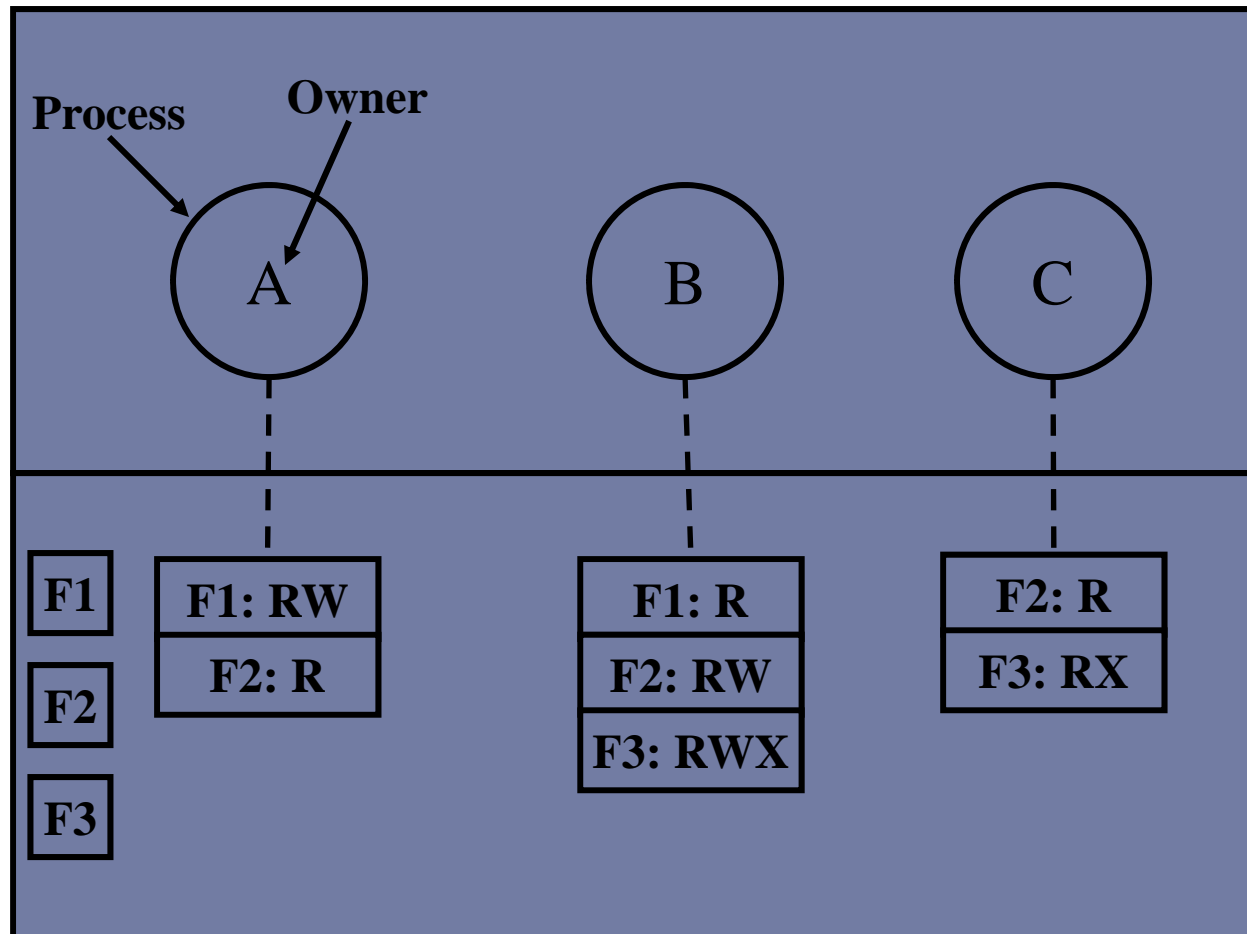 Process
Owner
A
B
C
F1
F2
F3
F1: RW
F2: R
F1: R
F2: RW
F3: RWX
F2: R
F3: RX